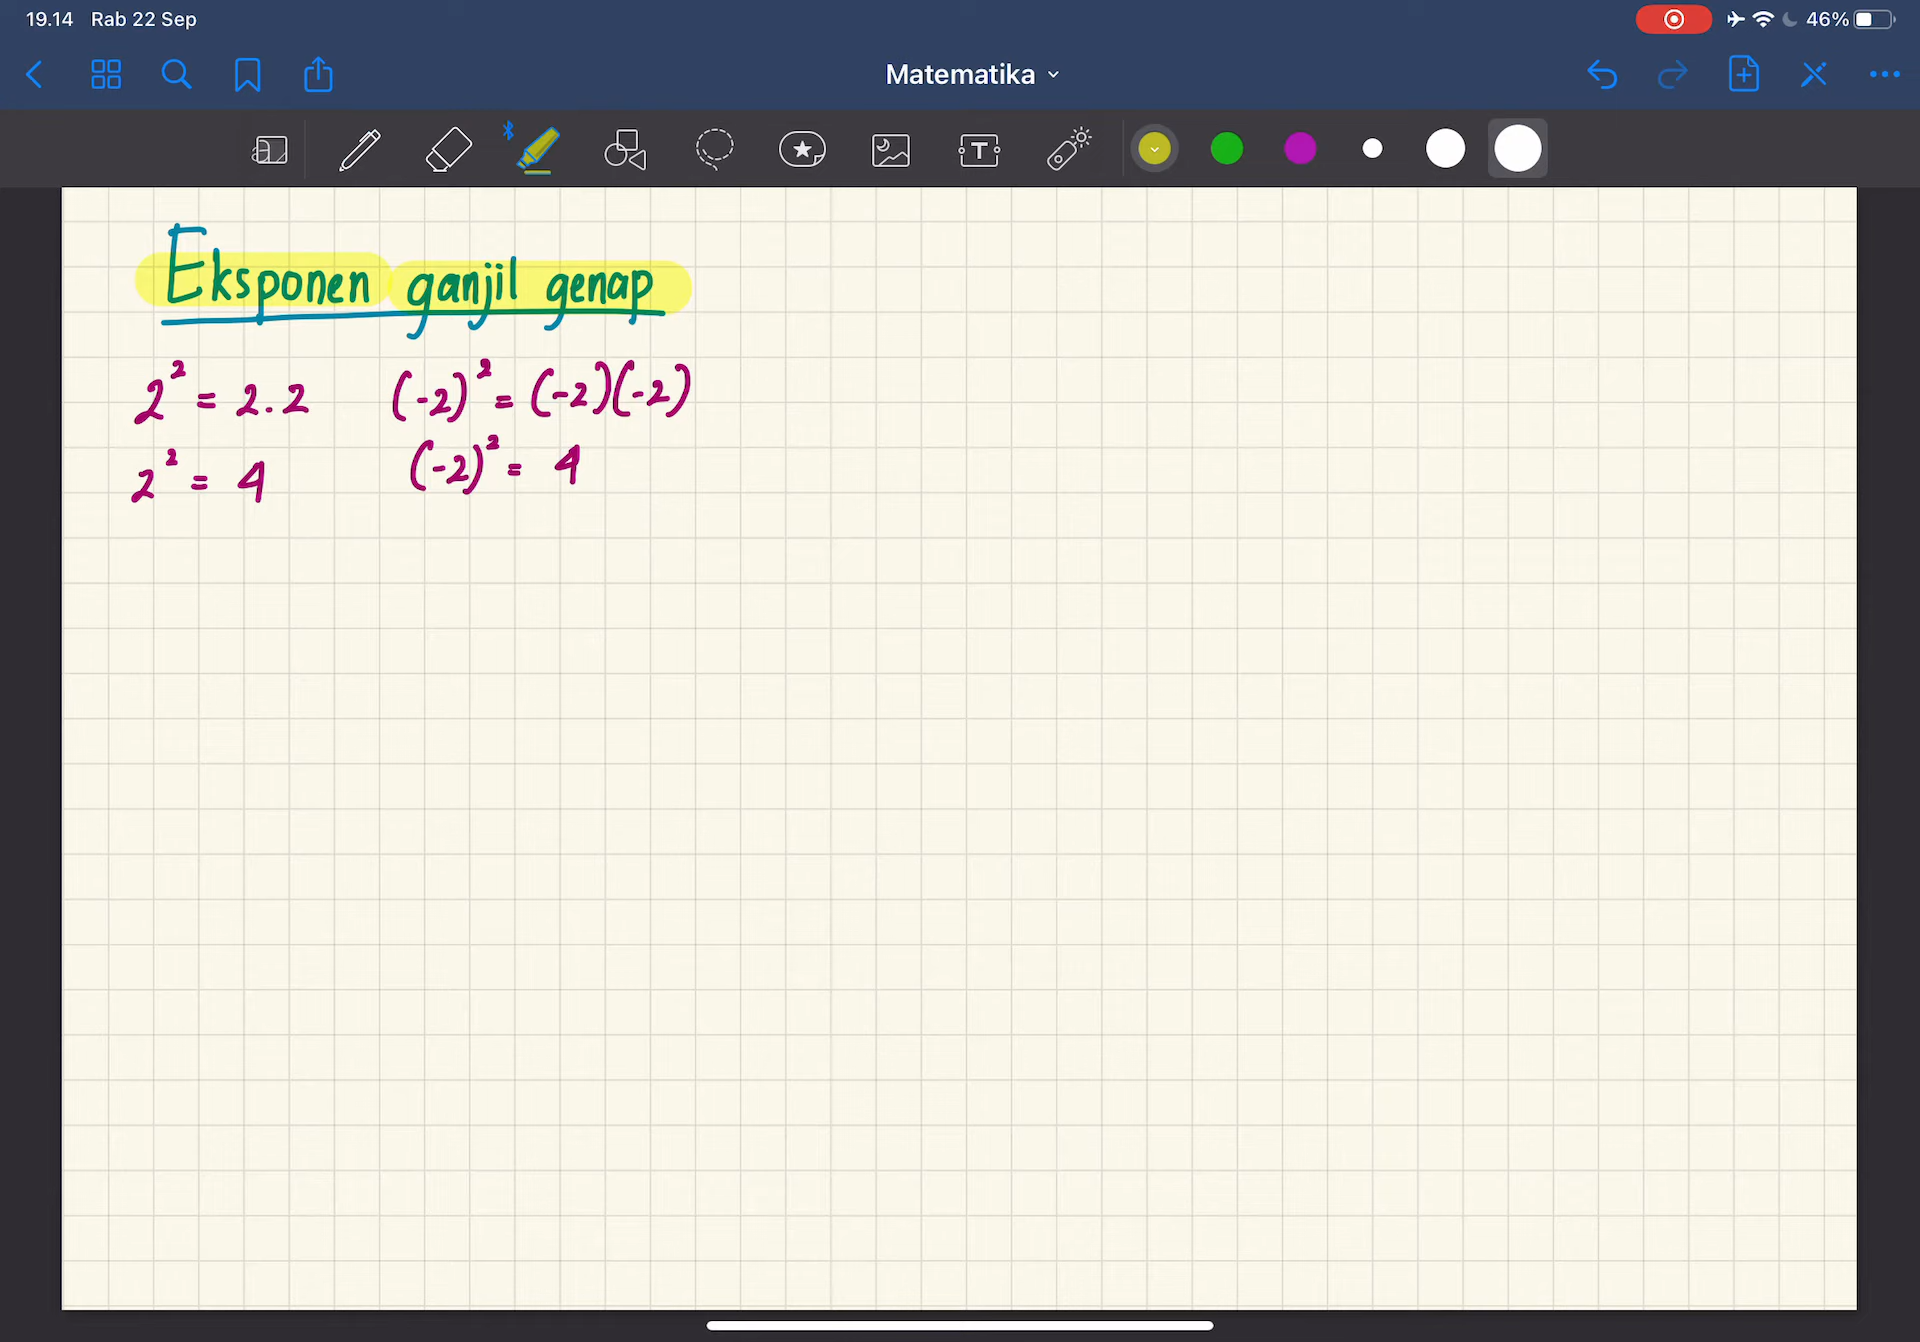 19.14 Rab 22 Sep 46%
Matematika
Eksponen ganjil genap
2² = 2.2 (-2)² = (-2)(-2)
2² = 4 (-2)² = 4